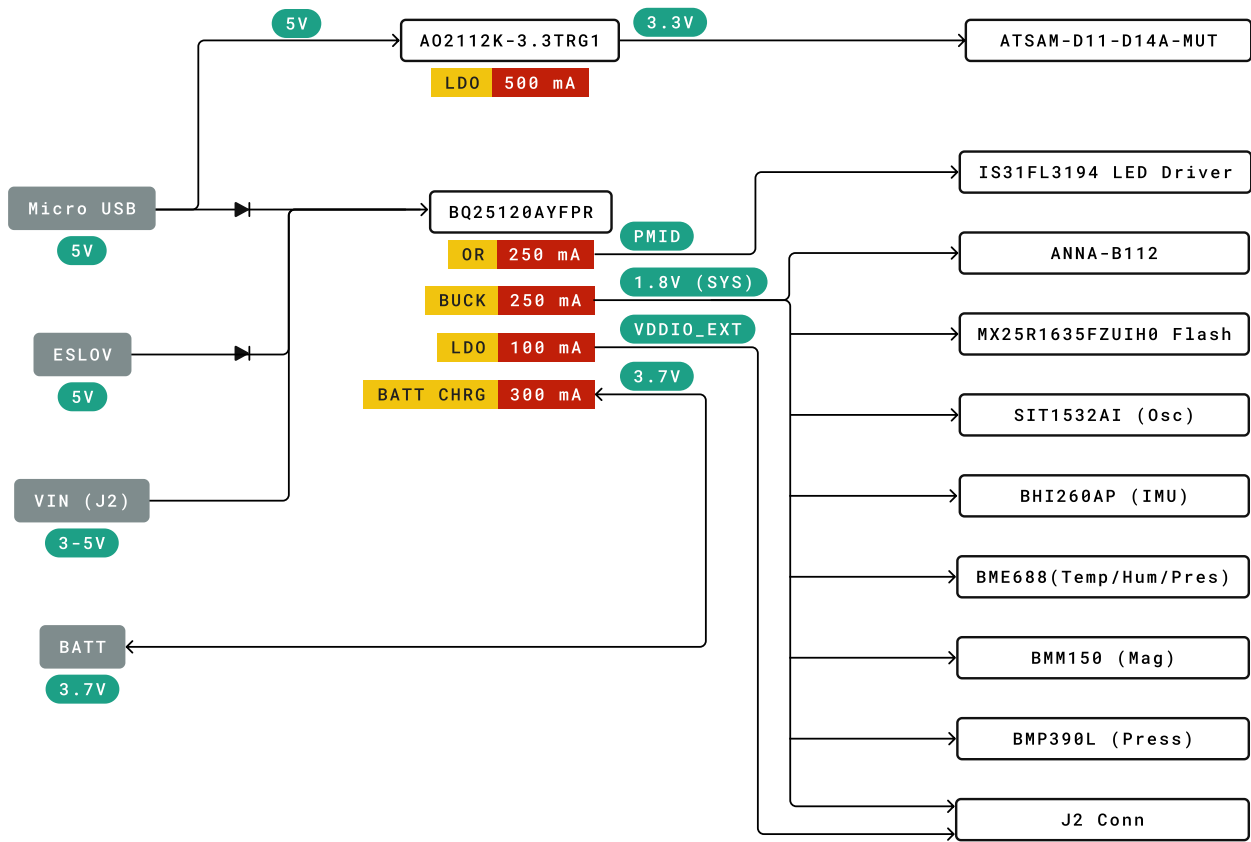 5V
AO2112K-3.3TRG1
3.3V
ATSAM-D11-D14A-MUT
LDO 500 mA
IS31FL3194 LED Driver
Micro USB
5V
BQ25120AYFPR
OR 250 mA
PMID
ANNA-B112
BUCK 250 mA
1.8V (SYS)
MX25R1635FZUIH0 Flash
ESLOV
5V
LDO 100 mA
VDDIO_EXT
BATT CHRG 300 mA
3.7V
SIT1532AI (Osc)
VIN (J2)
3-5V
BHI260AP (IMU)
BME688(Temp/Hum/Pres)
BATT
3.7V
BMM150 (Mag)
BMP390L (Press)
J2 Conn